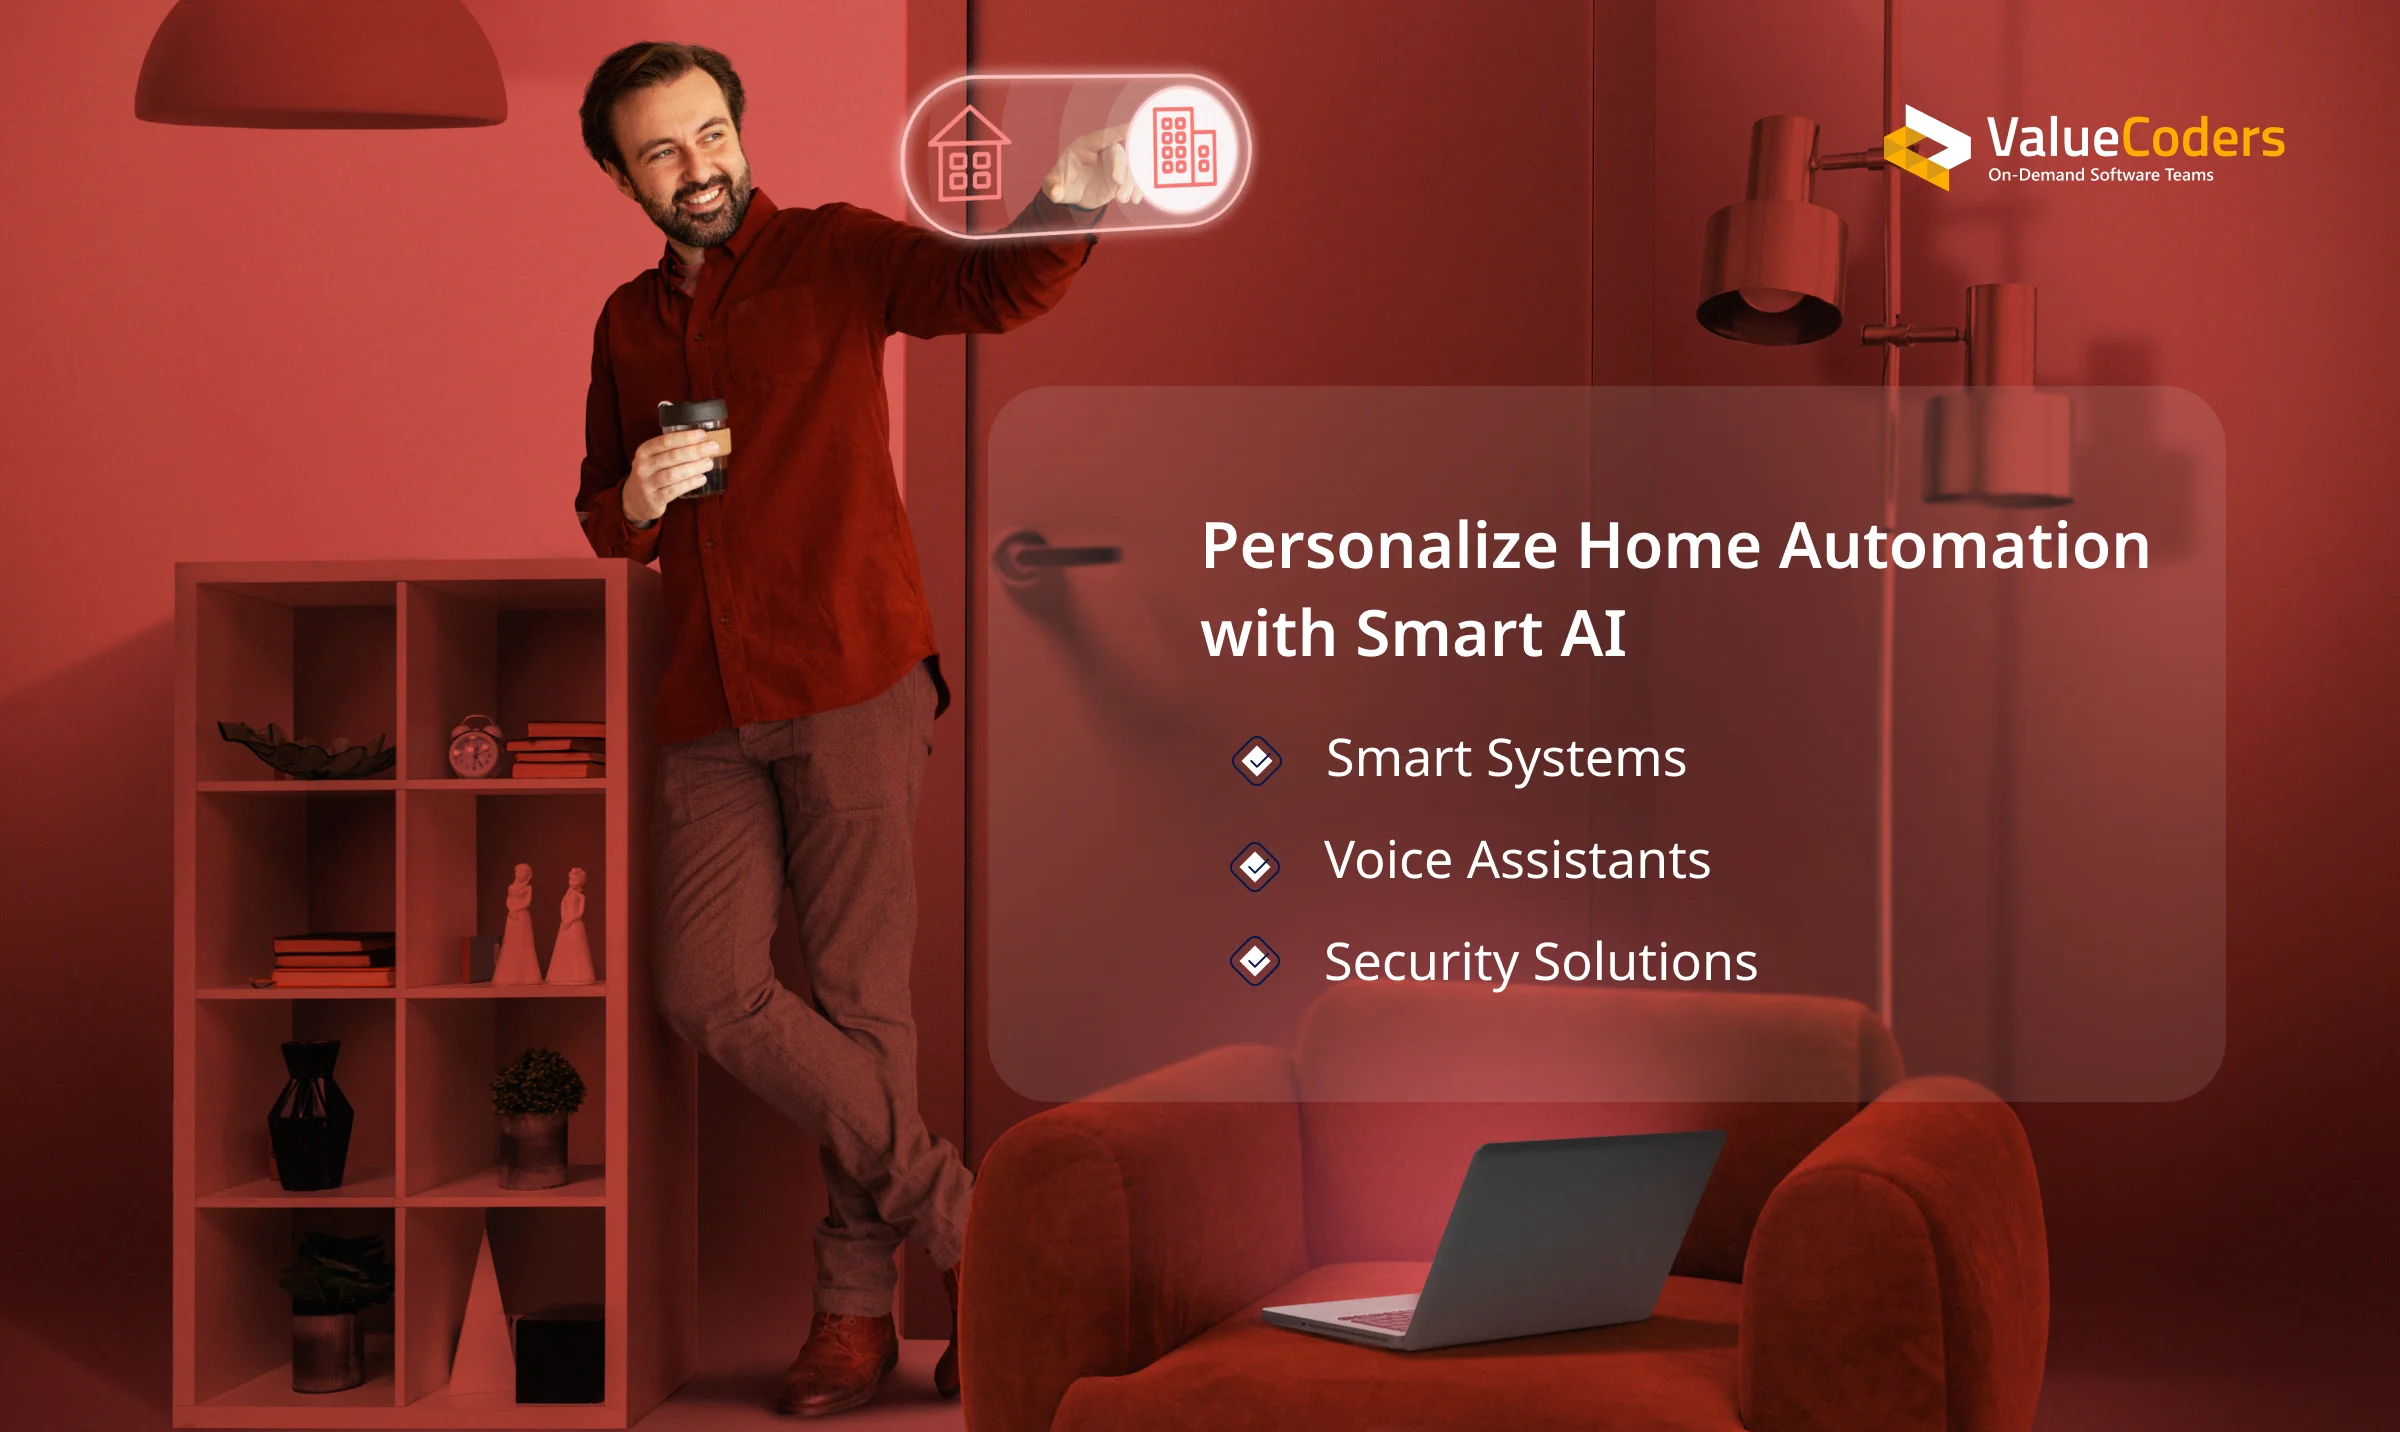 ValueCoders
On-Demand Software Teams
Personalize Home Automation
with Smart AI
Smart Systems
Voice Assistants
Security Solutions